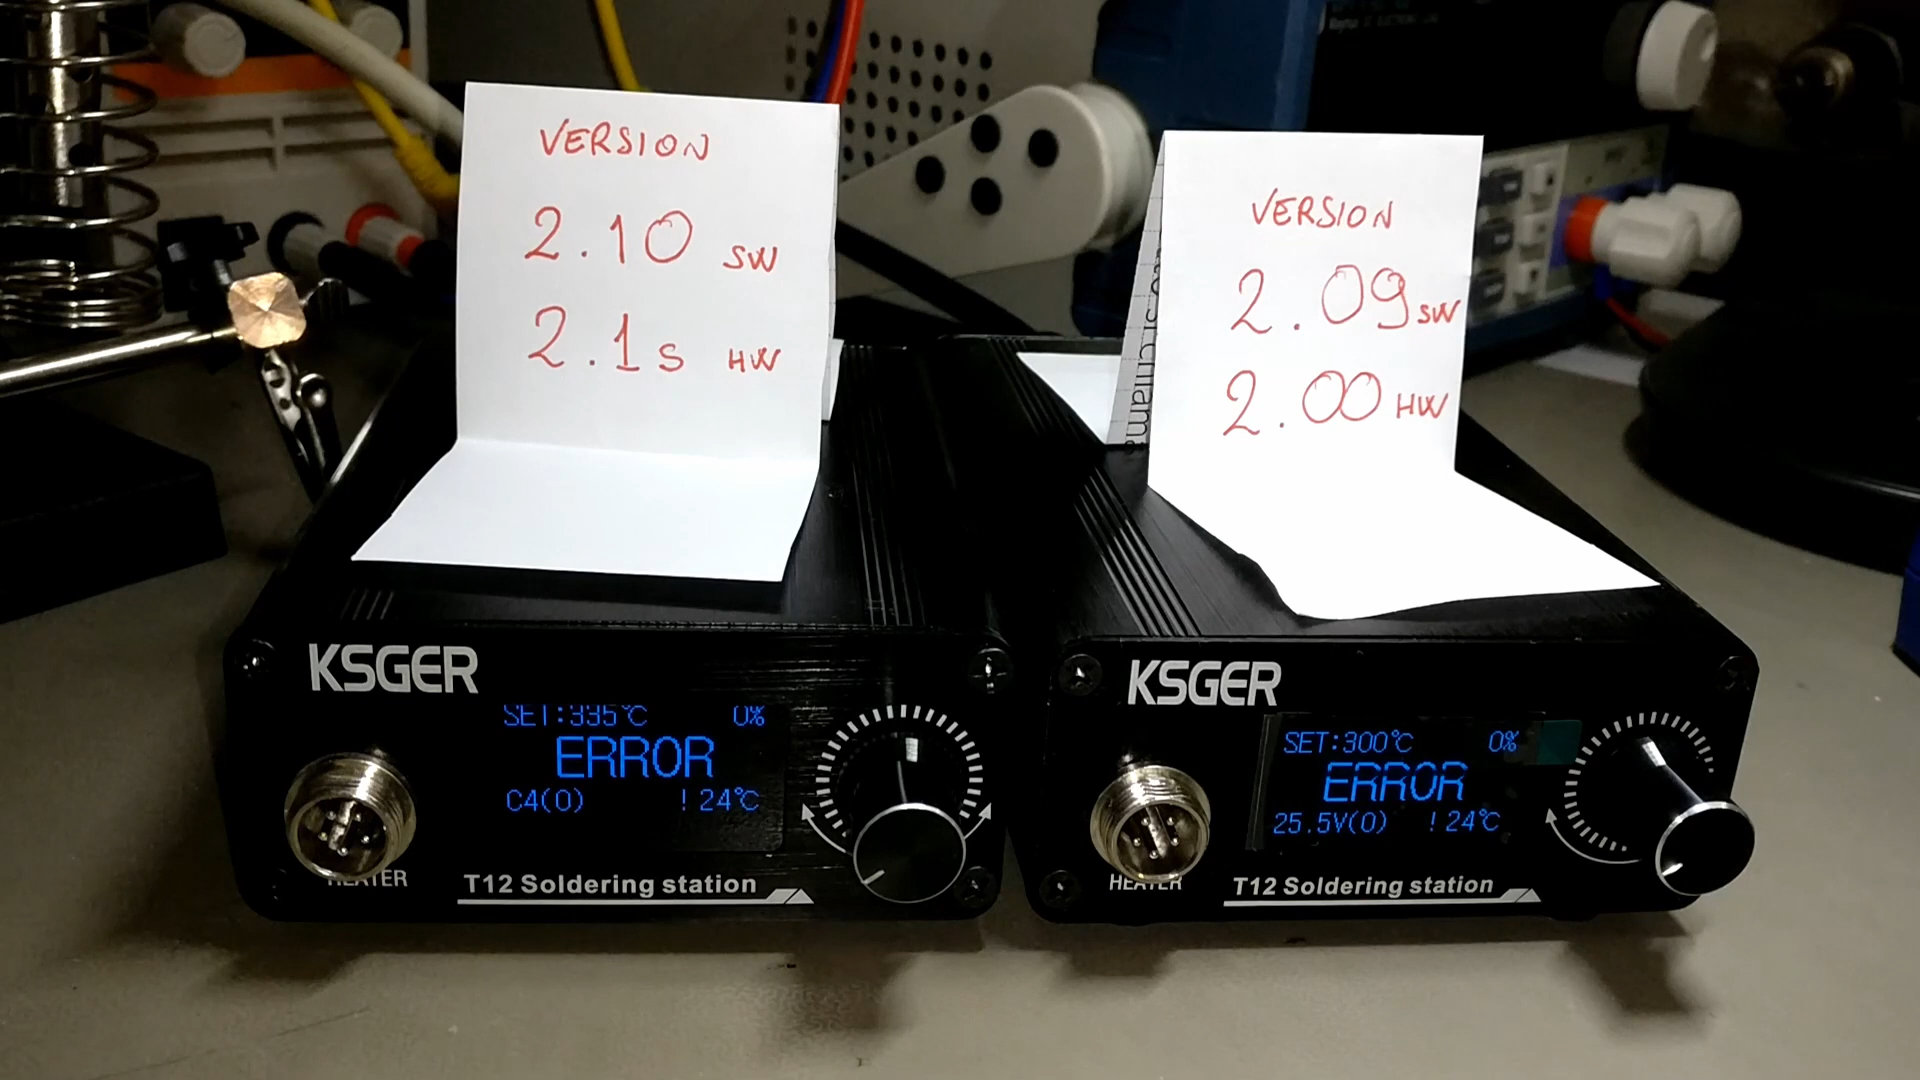 VERSION
2.10 SW
2.1s HW
VERSION
2.09 SW
2.00 HW
KSGER
SET:335℃ 0%
ERROR
C4(0) !24℃
HEATER
T12 Soldering station
KSGER
SET:300℃ 0%
ERROR
25.5V(0) !24℃
HEATER
T12 Soldering station